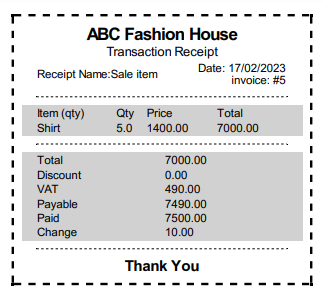 ABC Fashion House
Transaction Receipt
Receipt Name:Sale item
Date: 17/02/2023
invoice: #5
Item (qty) Qty Price Total
Shirt 5.0 1400.00 7000.00
Total 7000.00
Discount 0.00
VAT 490.00
Payable 7490.00
Paid 7500.00
Change 10.00
Thank You